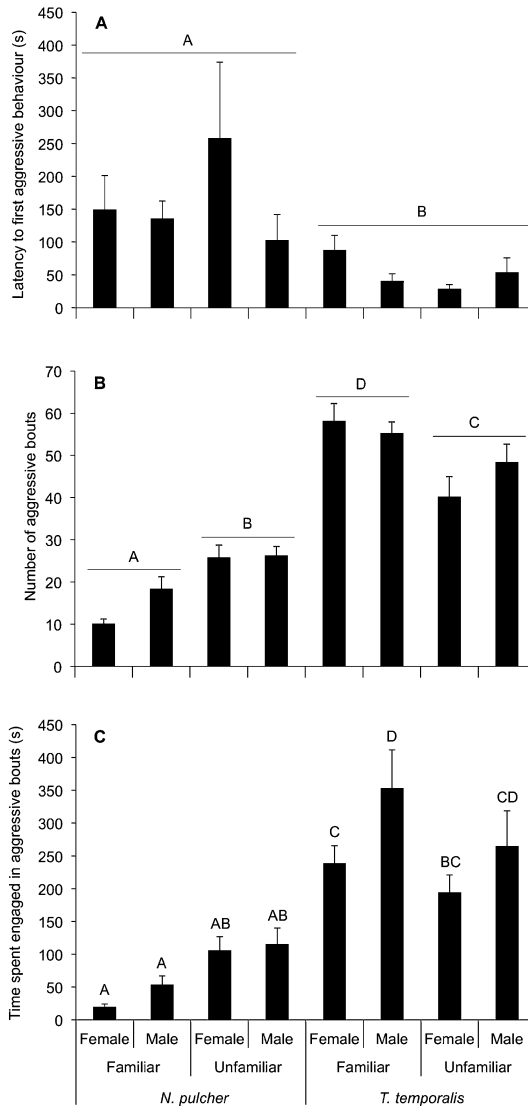 A
Latency to first aggressive behaviour (s)
450
400
350
300
250
200
150
100
50
0
A
B
B
Number of aggressive bouts
70
60
50
40
30
20
10
0
A
B
D
C
C
Time spent engaged in aggressive bouts (s)
450
400
350
300
250
200
150
100
50
0
A
A
AB
AB
C
D
BC
CD
Female Male Female Male Female Male Female Male
Familiar Unfamiliar Familiar Unfamiliar
N. pulcher T. temporalis